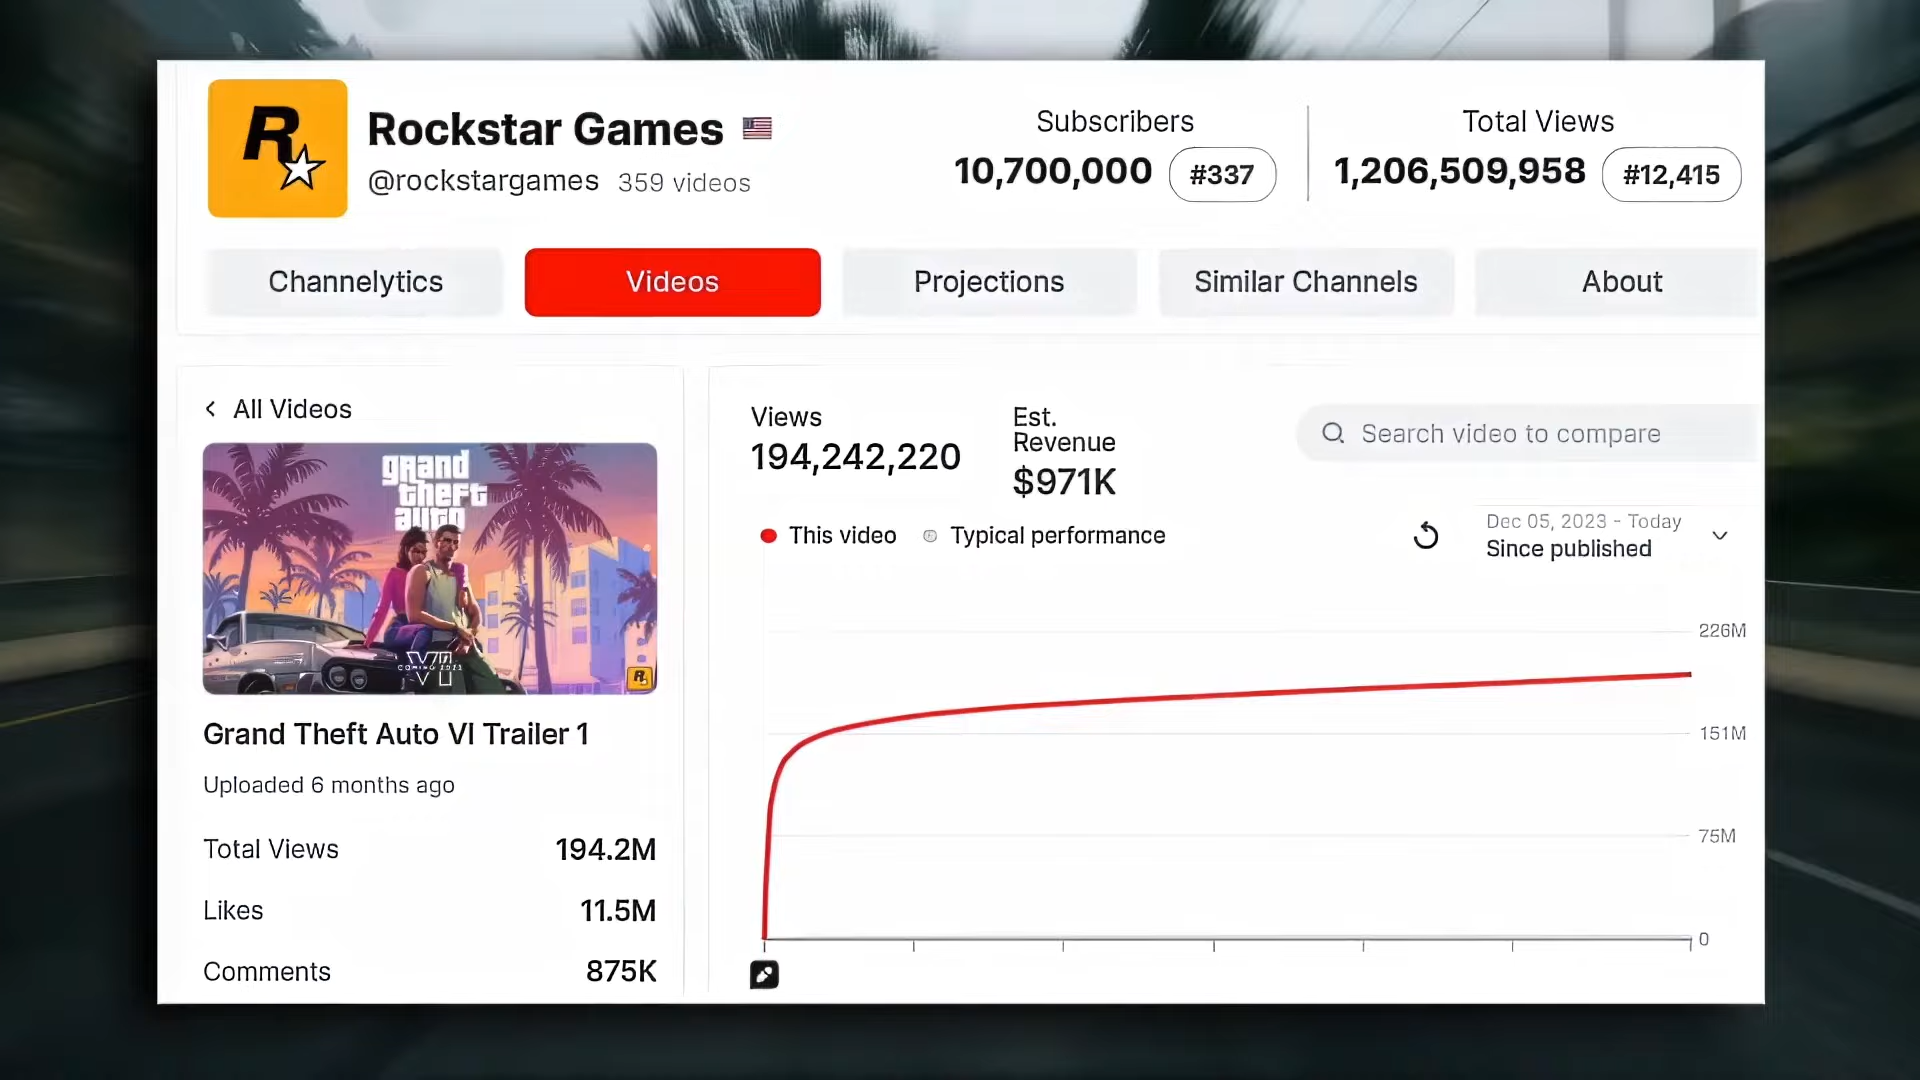 Rockstar Games
@rockstargames 359 videos
Subscribers
10,700,000 #337
Total Views
1,206,509,958 #12,415
Channelytics
Videos
Projections
Similar Channels
About
All Videos
grand
theft
auto
VI
COMING 2025
R
Grand Theft Auto VI Trailer 1
Uploaded 6 months ago
Total Views 194.2M
Likes 11.5M
Comments 875K
Views
194,242,220
Est.
Revenue
$971K
Search video to compare
This video
Typical performance
Dec 05, 2023 - Today
Since published
226M
151M
75M
0